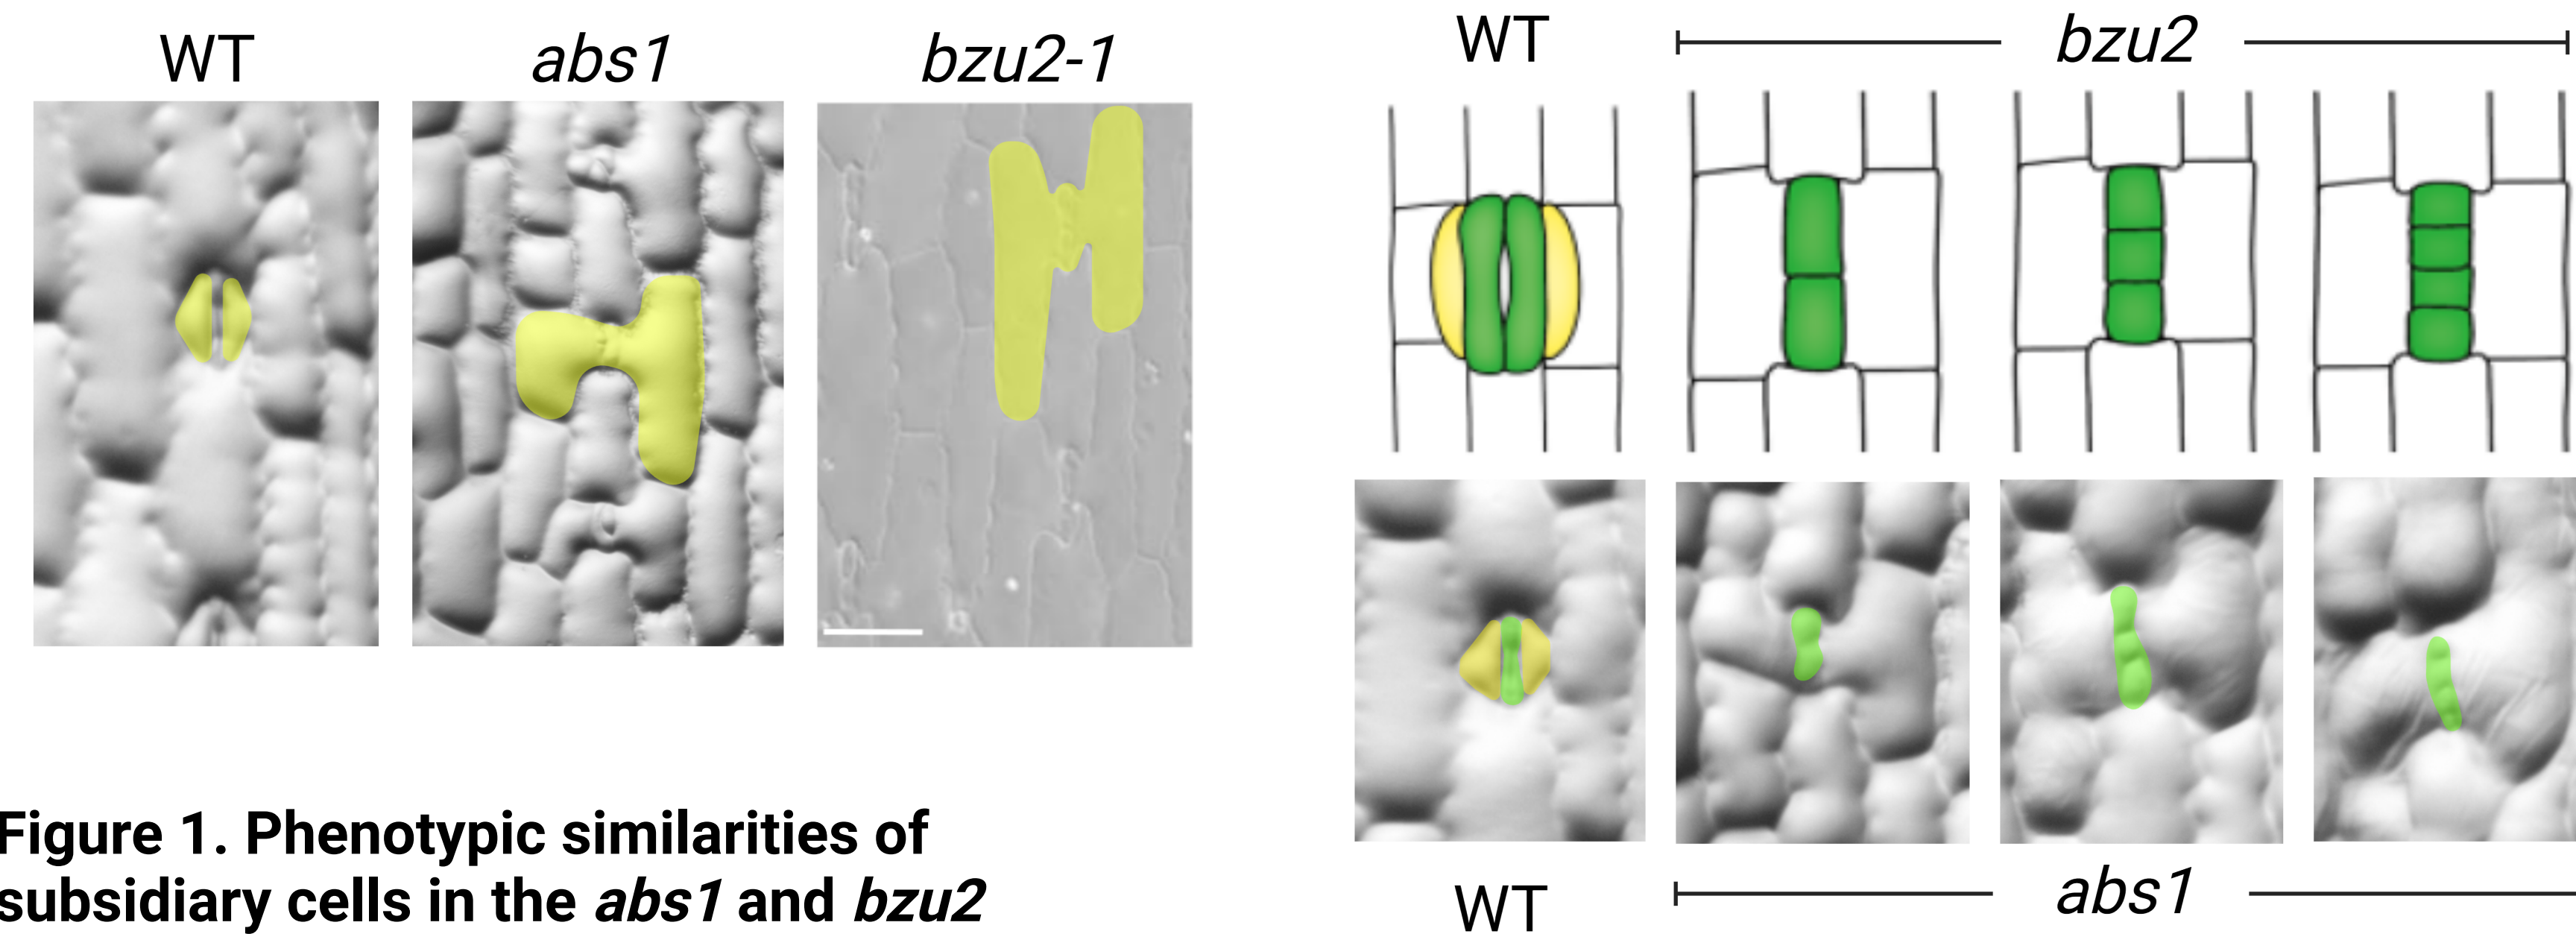 WT
abs1
bzu2-1
WT
bzu2
WT
abs1
Figure 1. Phenotypic similarities of
subsidiary cells in the abs1 and bzu2